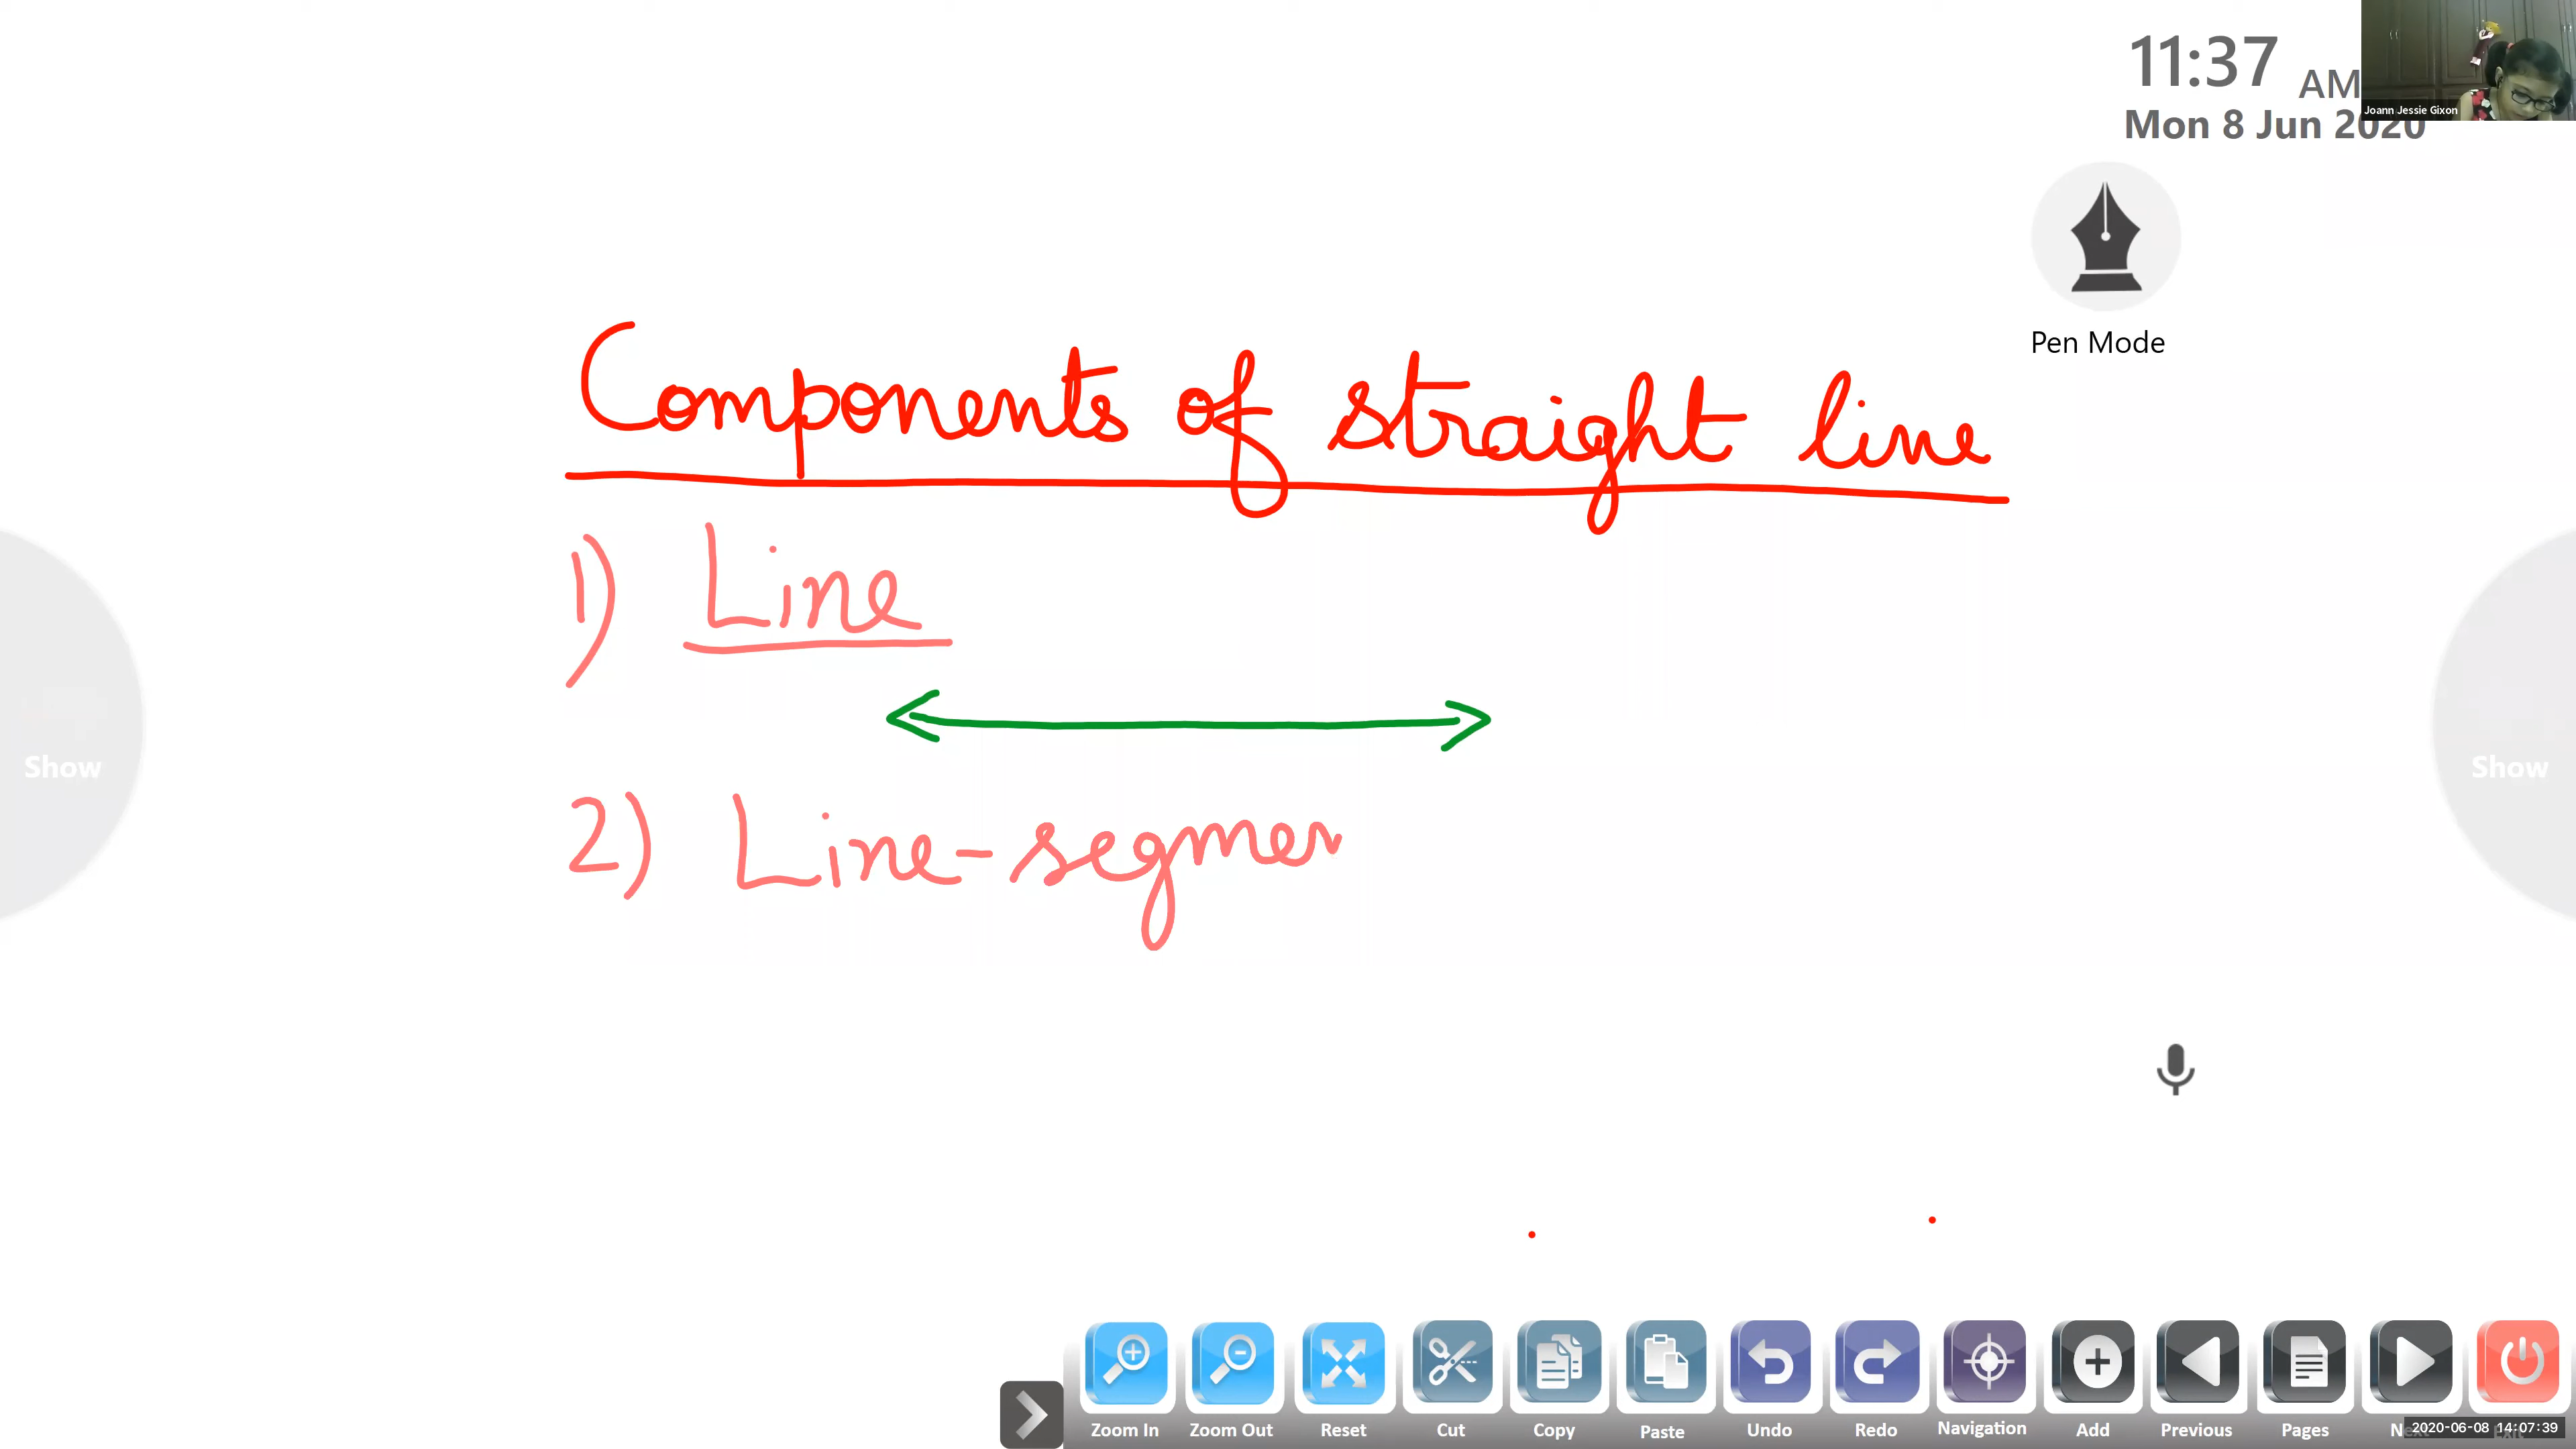 11:37 AM
Mon 8 Jun 2020
Joann Jessie Gixon
Pen Mode
Components of straight line
1) Line
Show
Show
2) Line-segmen
Zoom In Zoom Out Reset Cut Copy Paste Undo Redo Navigation Add Previous Pages
2020-06-08 14:07:39